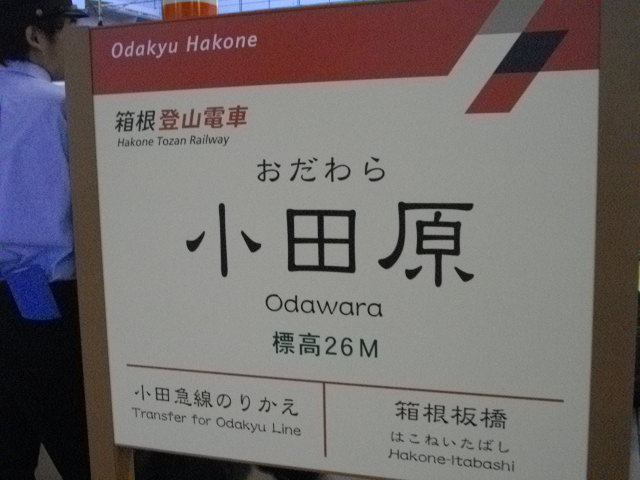 Odakyu Hakone
箱根登山電車
Hakone Tozan Railway
おだわら
小田原
Odawara
標高26M
小田急線のりかえ
Transfer for Odakyu Line
箱根板橋
はこねいたばし
Hakone-Itabashi